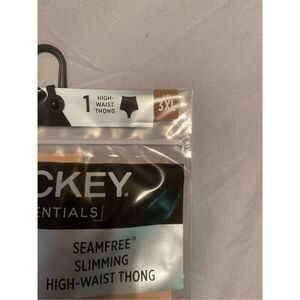 1 HIGH-
WAIST
THONG
3XL
CKEY®
ENTIALS
SEAMFREE®
SLIMMING
HIGH-WAIST THONG